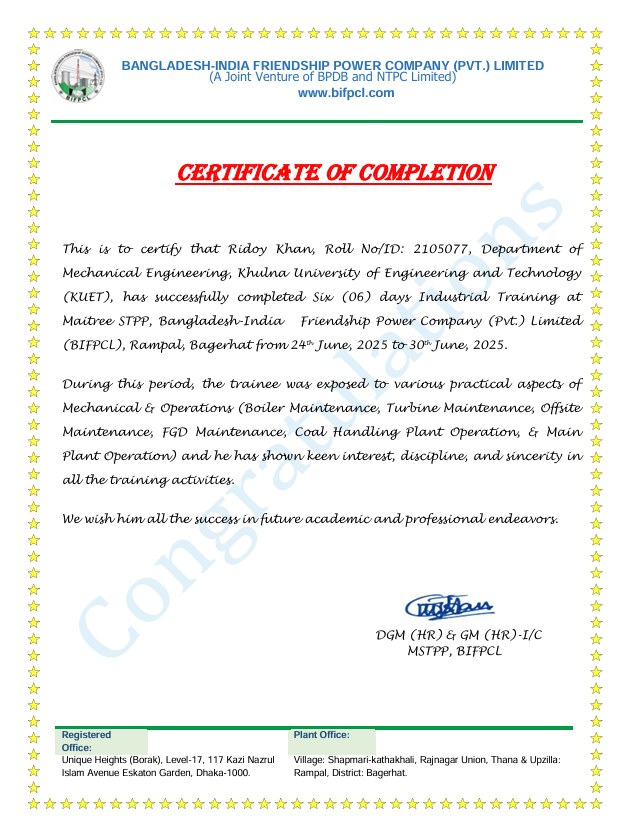 BIFPCL
BANGLADESH-INDIA FRIENDSHIP POWER COMPANY (PVT.) LIMITED
(A Joint Venture of BPDB and NTPC Limited)
www.bifpcl.com
CERTIFICATE OF COMPLETION
This is to certify that Ridoy Khan, Roll No/ID: 2105077, Department of
Mechanical Engineering, Khulna University of Engineering and Technology
(KUET), has successfully completed Six (06) days Industrial Training at
Maitree STPP, Bangladesh-India Friendship Power Company (Pvt.) Limited
(BIFPCL), Rampal, Bagerhat from 24th June, 2025 to 30th June, 2025.
During this period, the trainee was exposed to various practical aspects of
Mechanical & Operations (Boiler Maintenance, Turbine Maintenance, Offsite
Maintenance, FGD Maintenance, Coal Handling Plant Operation, & Main
Plant Operation) and he has shown keen interest, discipline, and sincerity in
all the training activities.
We wish him all the success in future academic and professional endeavors.
Congratulations
DGM (HR) & GM (HR)-I/C
MSTPP, BIFPCL
Registered
Office:
Unique Heights (Borak), Level-17, 117 Kazi Nazrul
Islam Avenue Eskaton Garden, Dhaka-1000.
Plant Office:
Village: Shapmari-kathakhali, Rajnagar Union, Thana & Upzilla:
Rampal, District: Bagerhat.